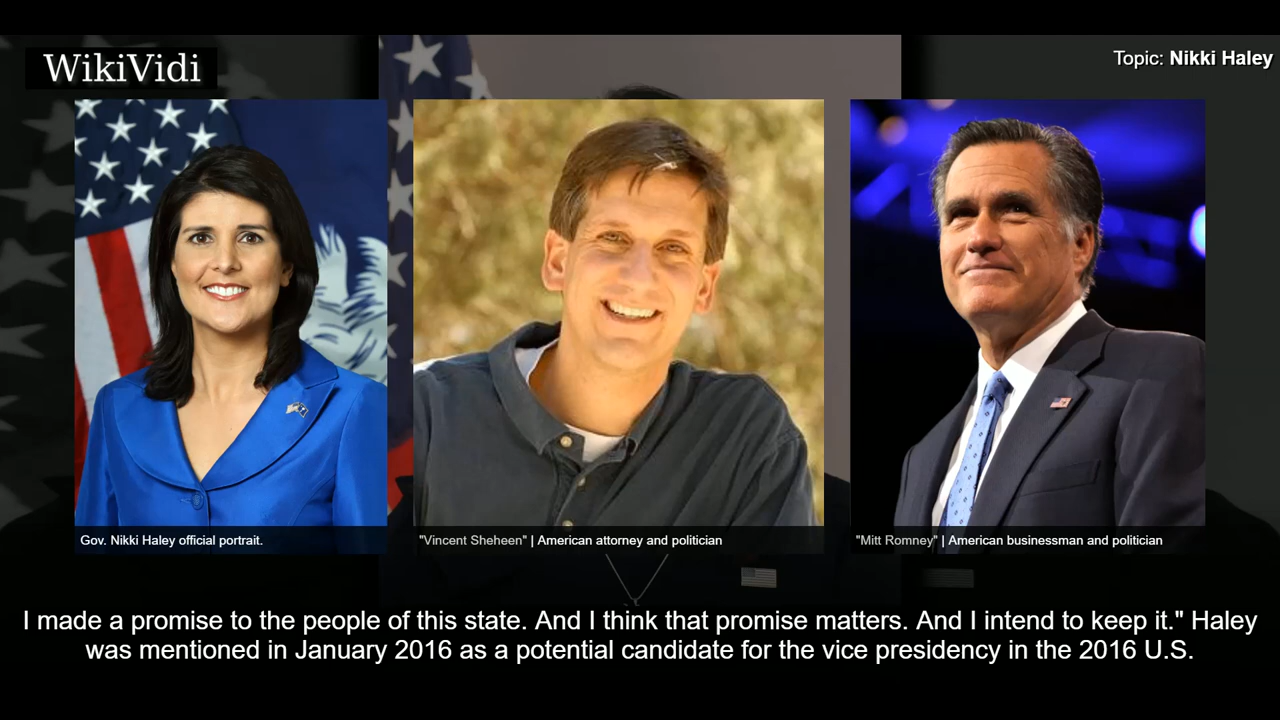 WikiVidi
Topic: Nikki Haley
Gov. Nikki Haley official portrait.
"Vincent Sheheen" | American attorney and politician
"Mitt Romney" | American businessman and politician
I made a promise to the people of this state. And I think that promise matters. And I intend to keep it." Haley
was mentioned in January 2016 as a potential candidate for the vice presidency in the 2016 U.S.